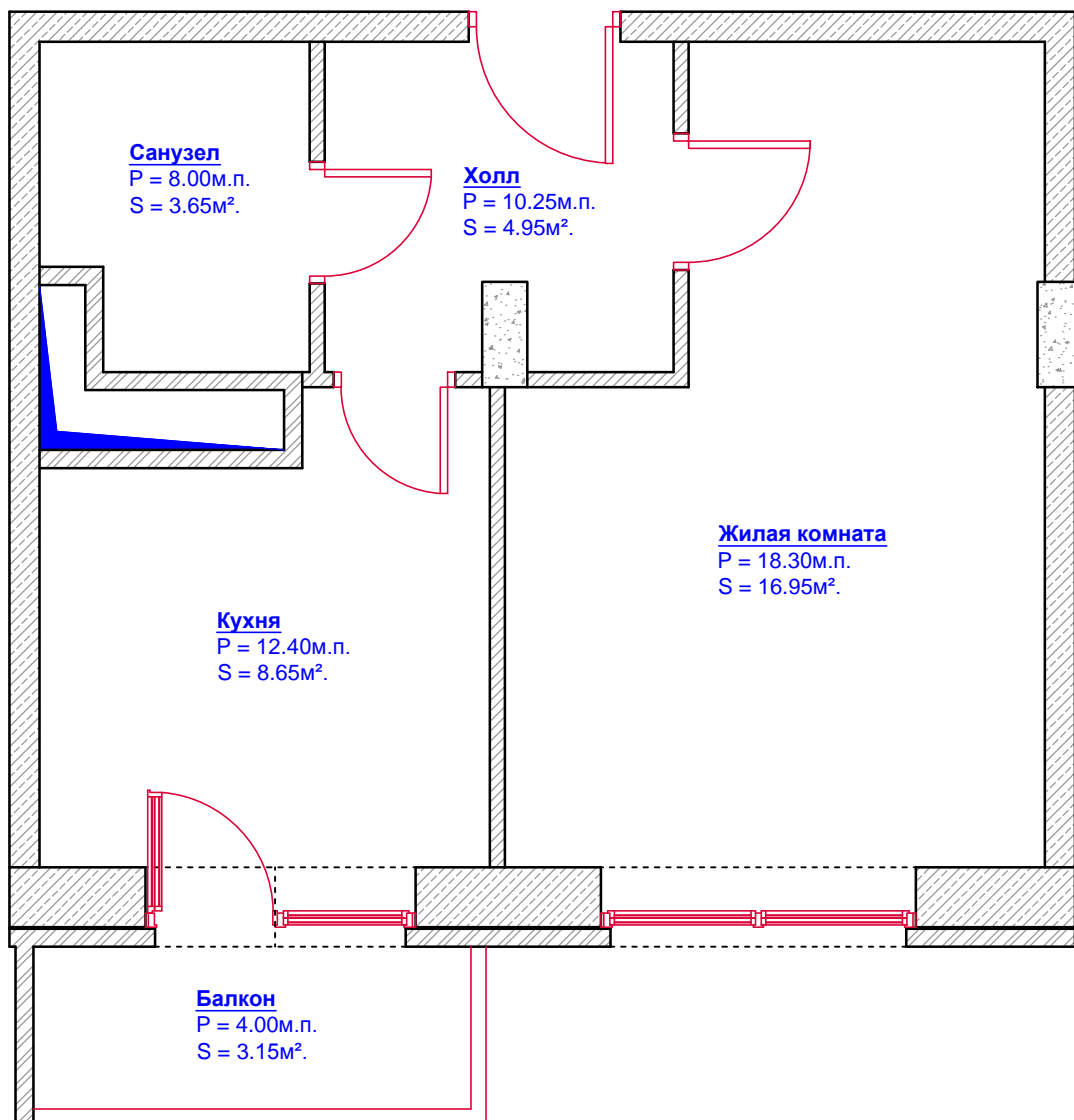 Санузел
P = 8.00м.п.
S = 3.65м².
Холл
P = 10.25м.п.
S = 4.95м².
Жилая комната
P = 18.30м.п.
S = 16.95м².
Кухня
P = 12.40м.п.
S = 8.65м².
Балкон
P = 4.00м.п.
S = 3.15м².